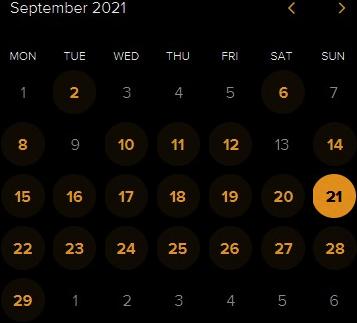 September 2021 < >
MON TUE WED THU FRI SAT SUN
1 2 3 4 5 6 7
8 9 10 11 12 13 14
15 16 17 18 19 20 21
22 23 24 25 26 27 28
29 1 2 3 4 5 6